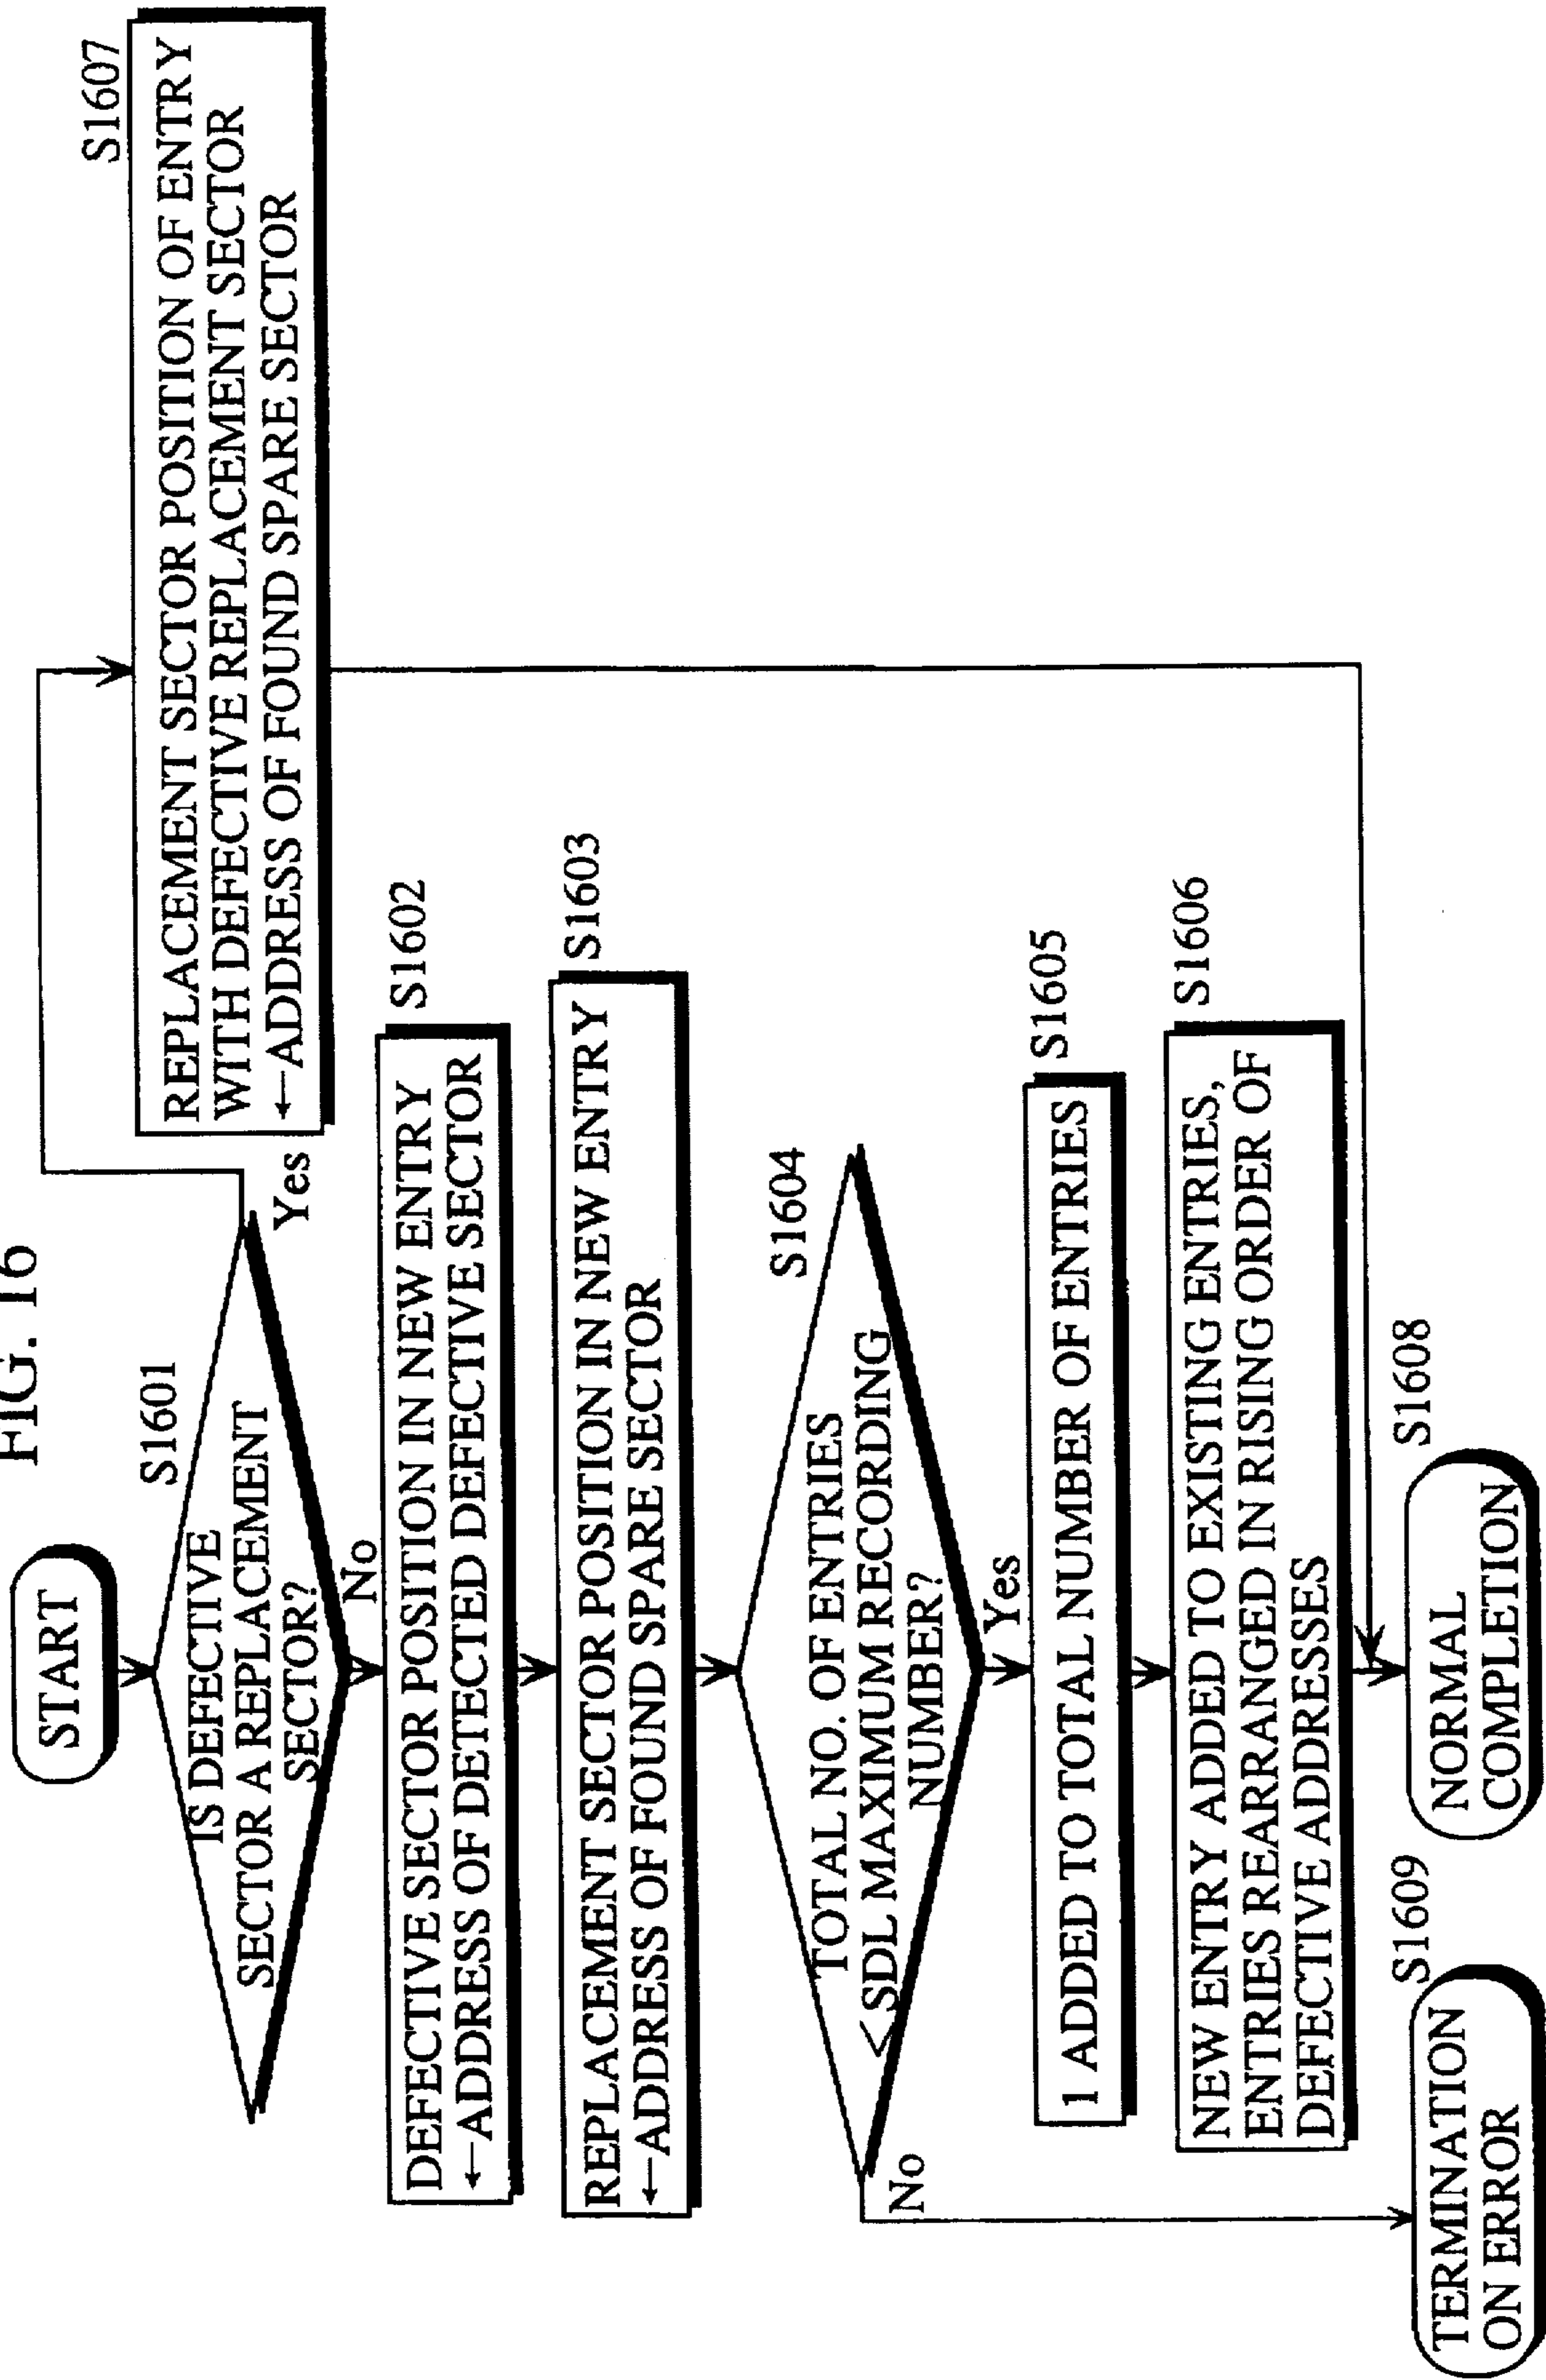 FIG. 16
START
S1601
IS DEFECTIVE
SECTOR A REPLACEMENT
SECTOR?
Yes
No
S1607
REPLACEMENT SECTOR POSITION OF ENTRY
WITH DEFECTIVE REPLACEMENT SECTOR
←ADDRESS OF FOUND SPARE SECTOR
S1602
DEFECTIVE SECTOR POSITION IN NEW ENTRY
←ADDRESS OF DETECTED DEFECTIVE SECTOR
S1603
REPLACEMENT SECTOR POSITION IN NEW ENTRY
←ADDRESS OF FOUND SPARE SECTOR
S1604
TOTAL NO. OF ENTRIES
<SDL MAXIMUM RECORDING
NUMBER?
No
Yes
S1605
1 ADDED TO TOTAL NUMBER OF ENTRIES
S1606
NEW ENTRY ADDED TO EXISTING ENTRIES,
ENTRIES REARRANGED IN RISING ORDER OF
DEFECTIVE ADDRESSES
S1609
TERMINATION
ON ERROR
S1608
NORMAL
COMPLETION